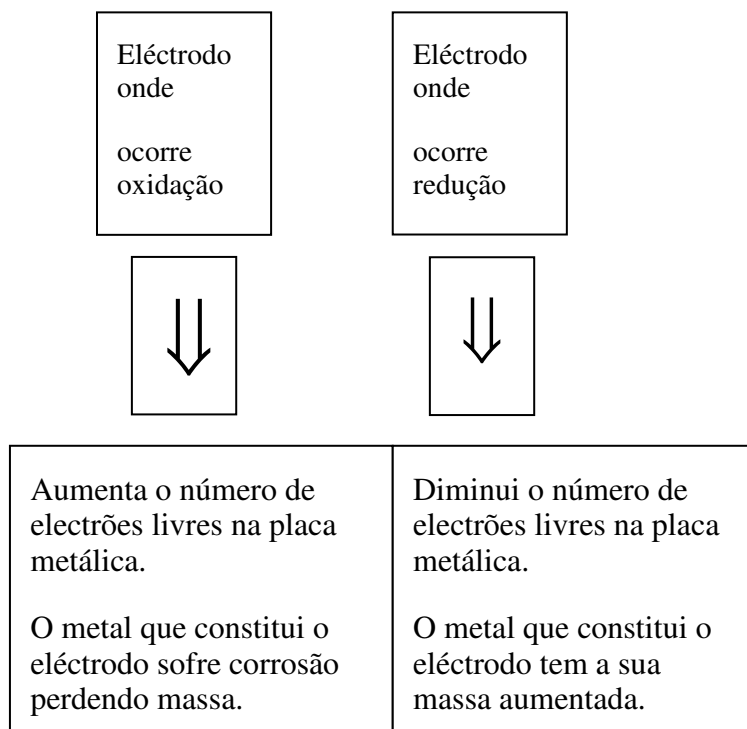 Eléctrodo
onde
ocorre
oxidação
Eléctrodo
onde
ocorre
redução
⇓
⇓
Aumenta o número de
electrões livres na placa
metálica.
O metal que constitui o
eléctrodo sofre corrosão
perdendo massa.
Diminui o número de
electrões livres na placa
metálica.
O metal que constitui o
eléctrodo tem a sua
massa aumentada.